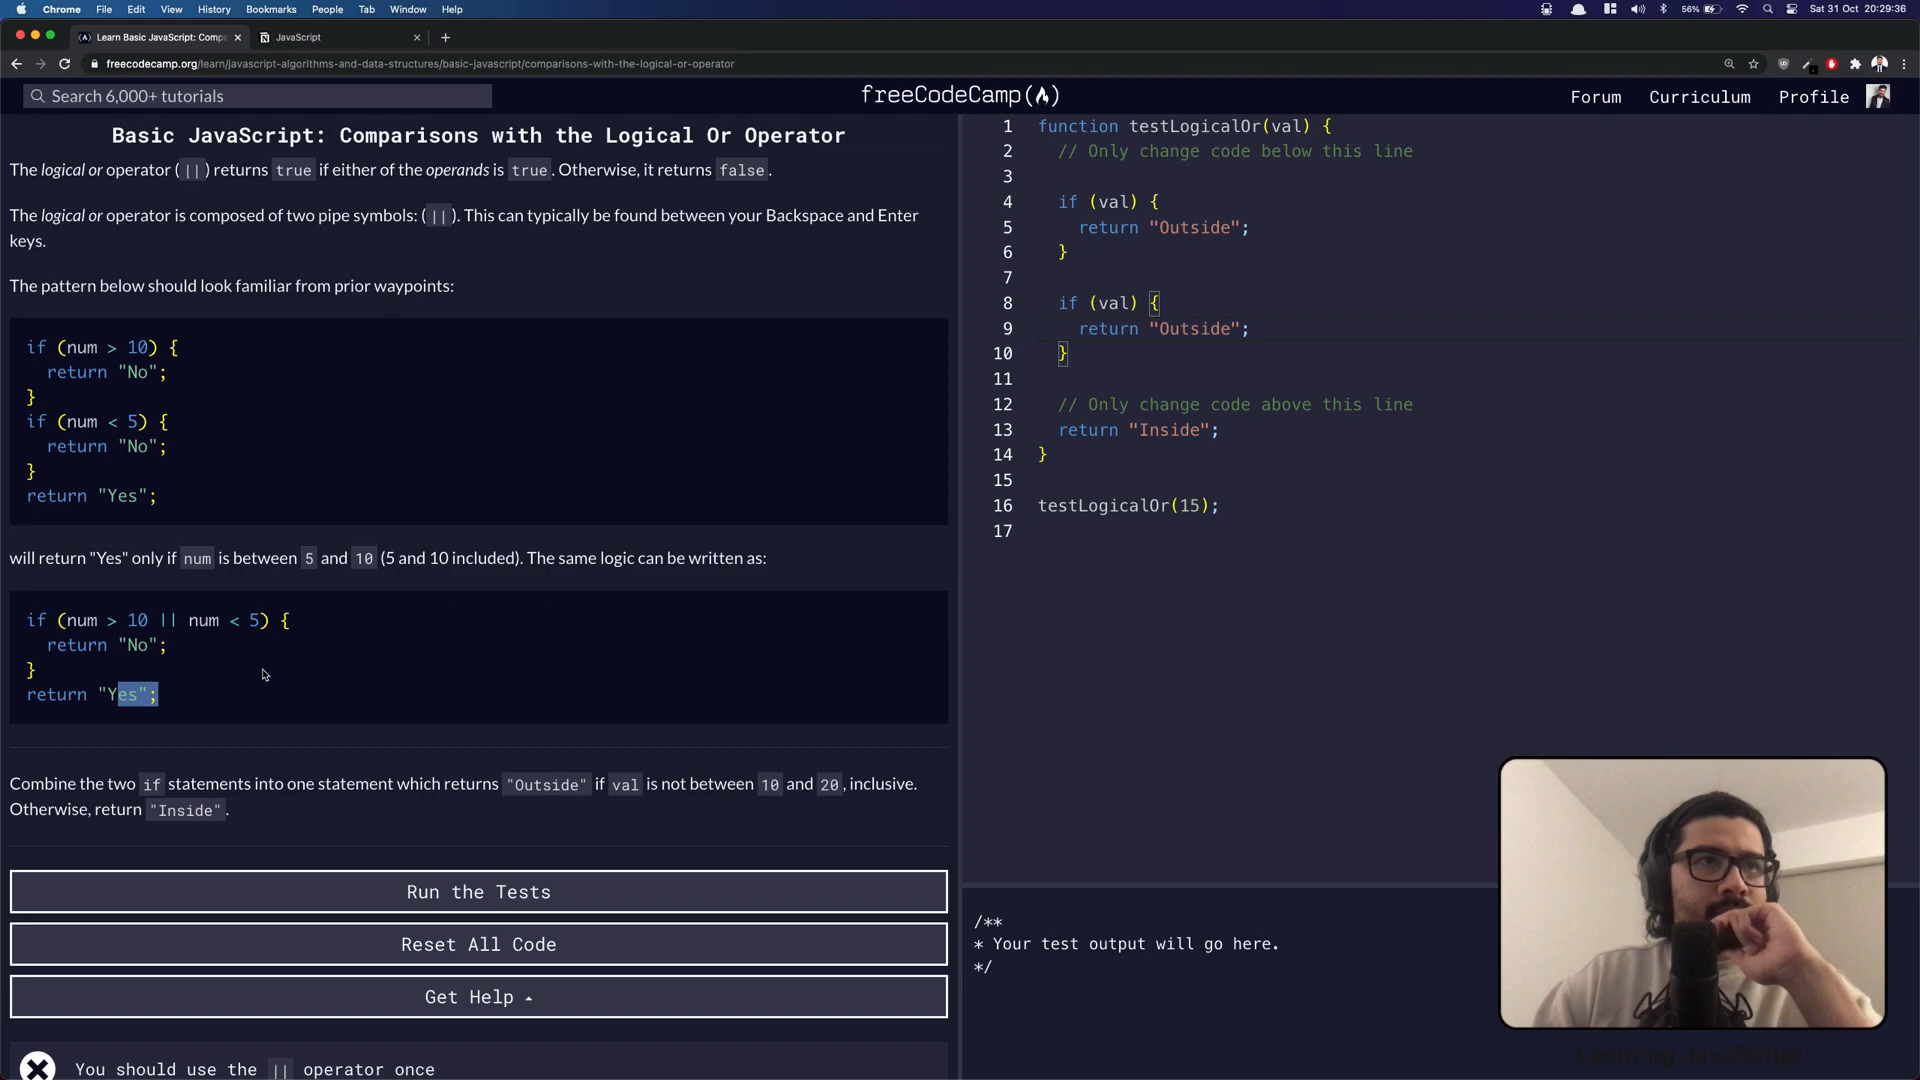 Chrome File Edit View History Bookmarks People Tab Window Help
56% Sat 31 Oct 20:29:36
Learn Basic JavaScript: Compa
JavaScript
freecodecamp.org/learn/javascript-algorithms-and-data-structures/basic-javascript/comparisons-with-the-logical-or-operator
Search 6,000+ tutorials
freeCodeCamp(🔥)
Forum Curriculum Profile
Basic JavaScript: Comparisons with the Logical Or Operator
The logical or operator (||) returns true if either of the operands is true. Otherwise, it returns false.
The logical or operator is composed of two pipe symbols: (||). This can typically be found between your Backspace and Enter
keys.
The pattern below should look familiar from prior waypoints:
if (num > 10) {
return "No";
}
if (num < 5) {
return "No";
}
return "Yes";
will return "Yes" only if num is between 5 and 10 (5 and 10 included). The same logic can be written as:
if (num > 10 || num < 5) {
return "No";
}
return "Yes";
Combine the two if statements into one statement which returns "Outside" if val is not between 10 and 20, inclusive.
Otherwise, return "Inside".
Run the Tests
Reset All Code
Get Help
You should use the || operator once
1 function testLogicalOr(val) {
2 // Only change code below this line
3
4 if (val) {
5 return "Outside";
6 }
7
8 if (val) {
9 return "Outside";
10 }
11
12 // Only change code above this line
13 return "Inside";
14 }
15
16 testLogicalOr(15);
17
/**
* Your test output will go here.
*/
Learning JavaScript